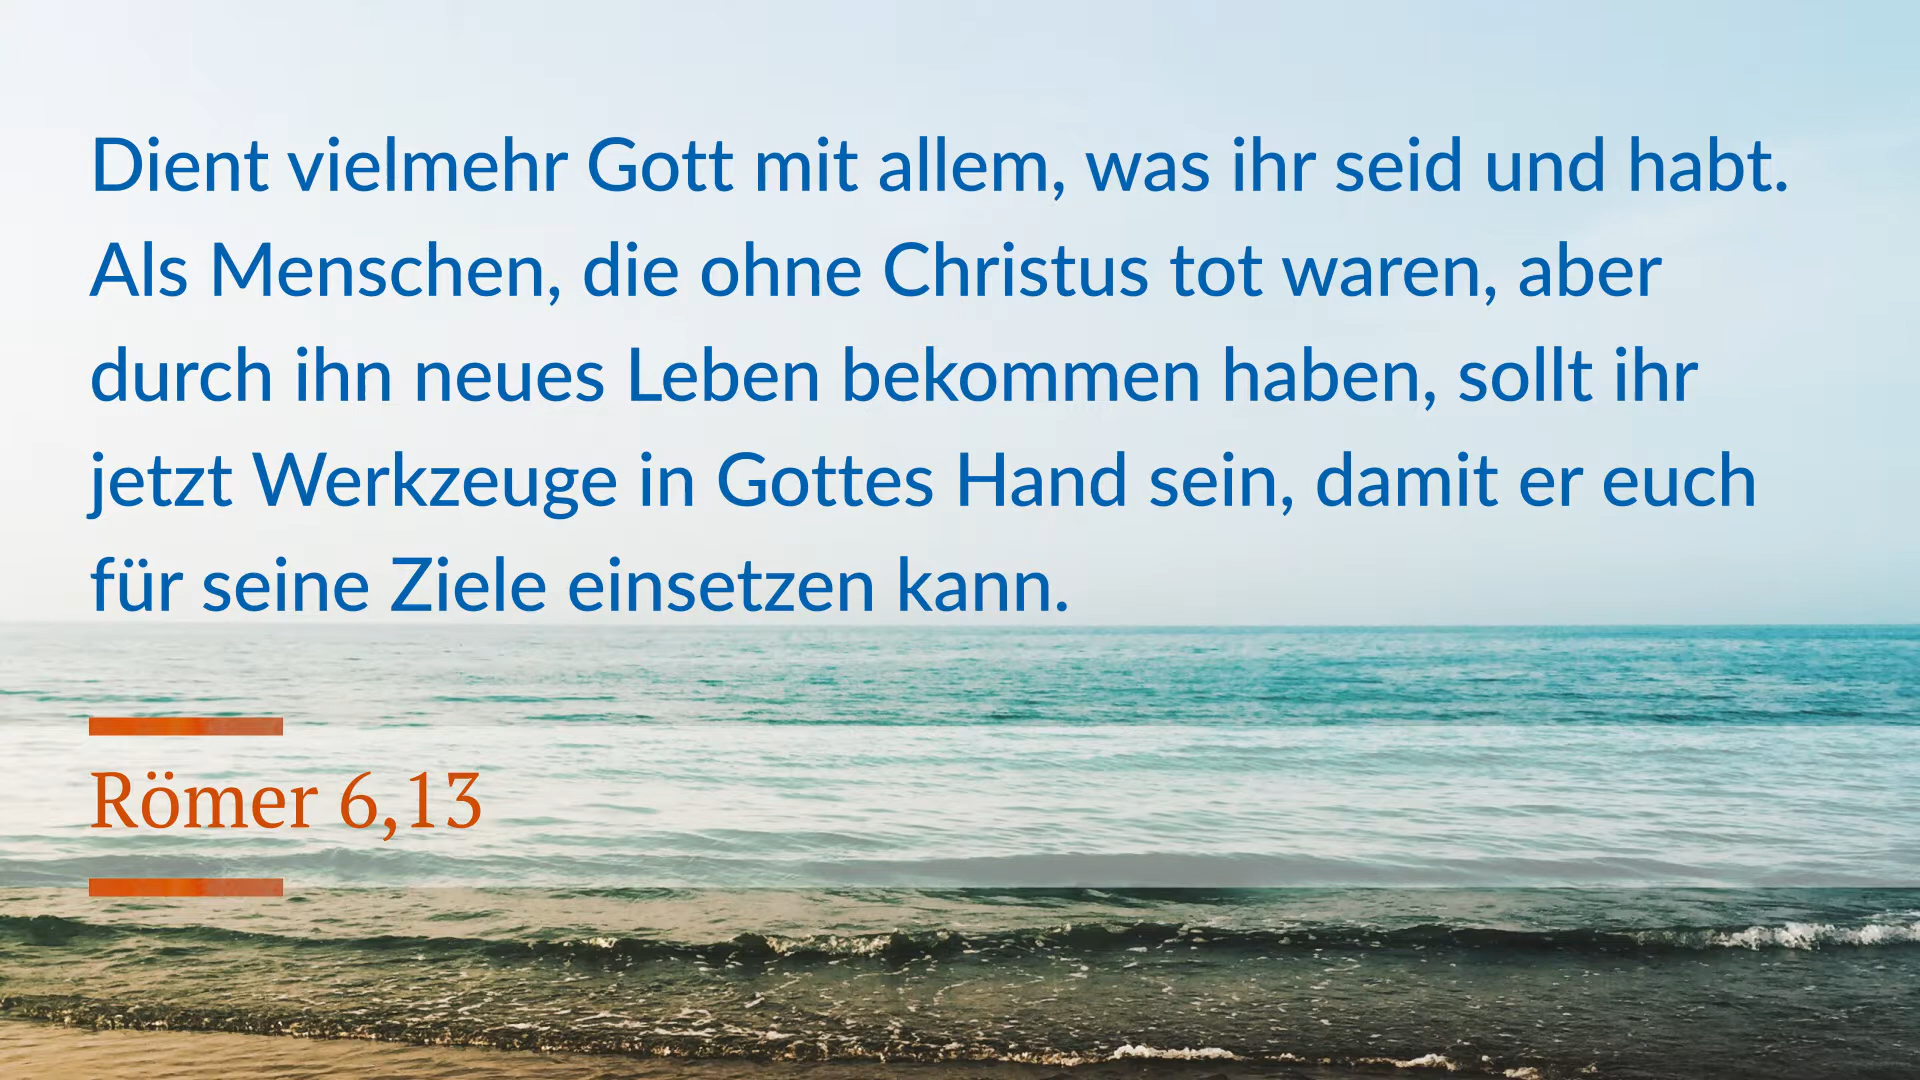 Dient vielmehr Gott mit allem, was ihr seid und habt.
Als Menschen, die ohne Christus tot waren, aber
durch ihn neues Leben bekommen haben, sollt ihr
jetzt Werkzeuge in Gottes Hand sein, damit er euch
für seine Ziele einsetzen kann.
Römer 6,13